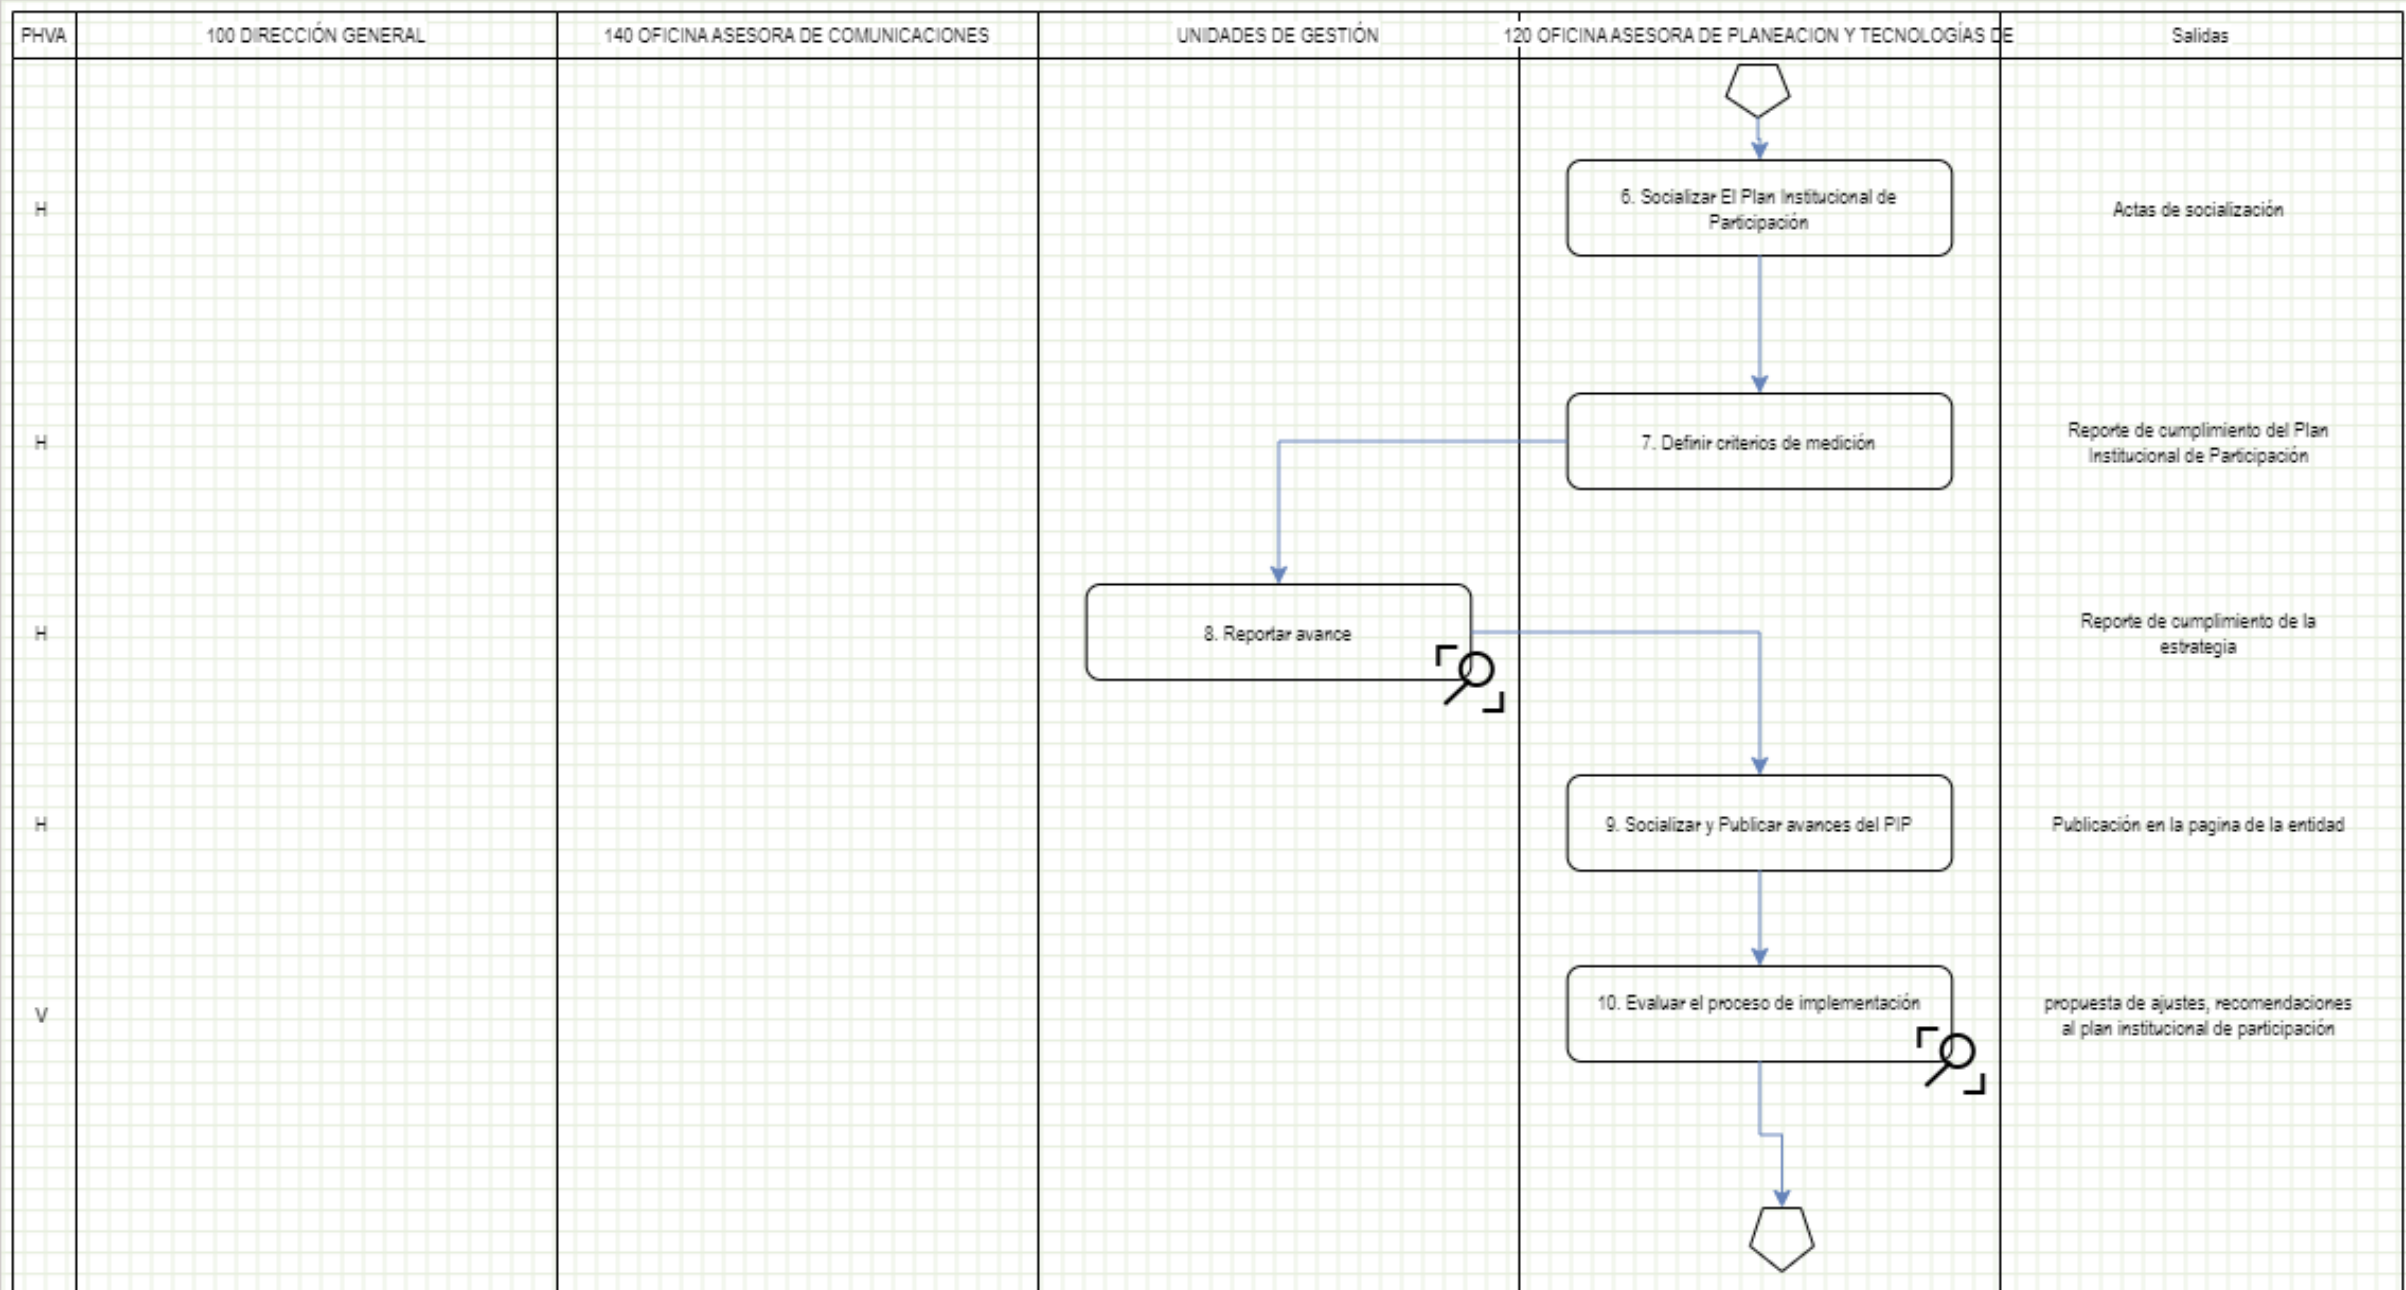 PHVA
100 DIRECCIÓN GENERAL
140 OFICINA ASESORA DE COMUNICACIONES
UNIDADES DE GESTIÓN
120 OFICINA ASESORA DE PLANEACION Y TECNOLOGÍAS DE
Salidas
H
6. Socializar El Plan Institucional de
Participación
Actas de socialización
H
7. Definir criterios de medición
Reporte de cumplimiento del Plan
Institucional de Participación
H
8. Reportar avance
Reporte de cumplimiento de la
estrategia
H
9. Socializar y Publicar avances del PIP
Publicación en la pagina de la entidad
V
10. Evaluar el proceso de implementación
propuesta de ajustes, recomendaciones
al plan institucional de participación